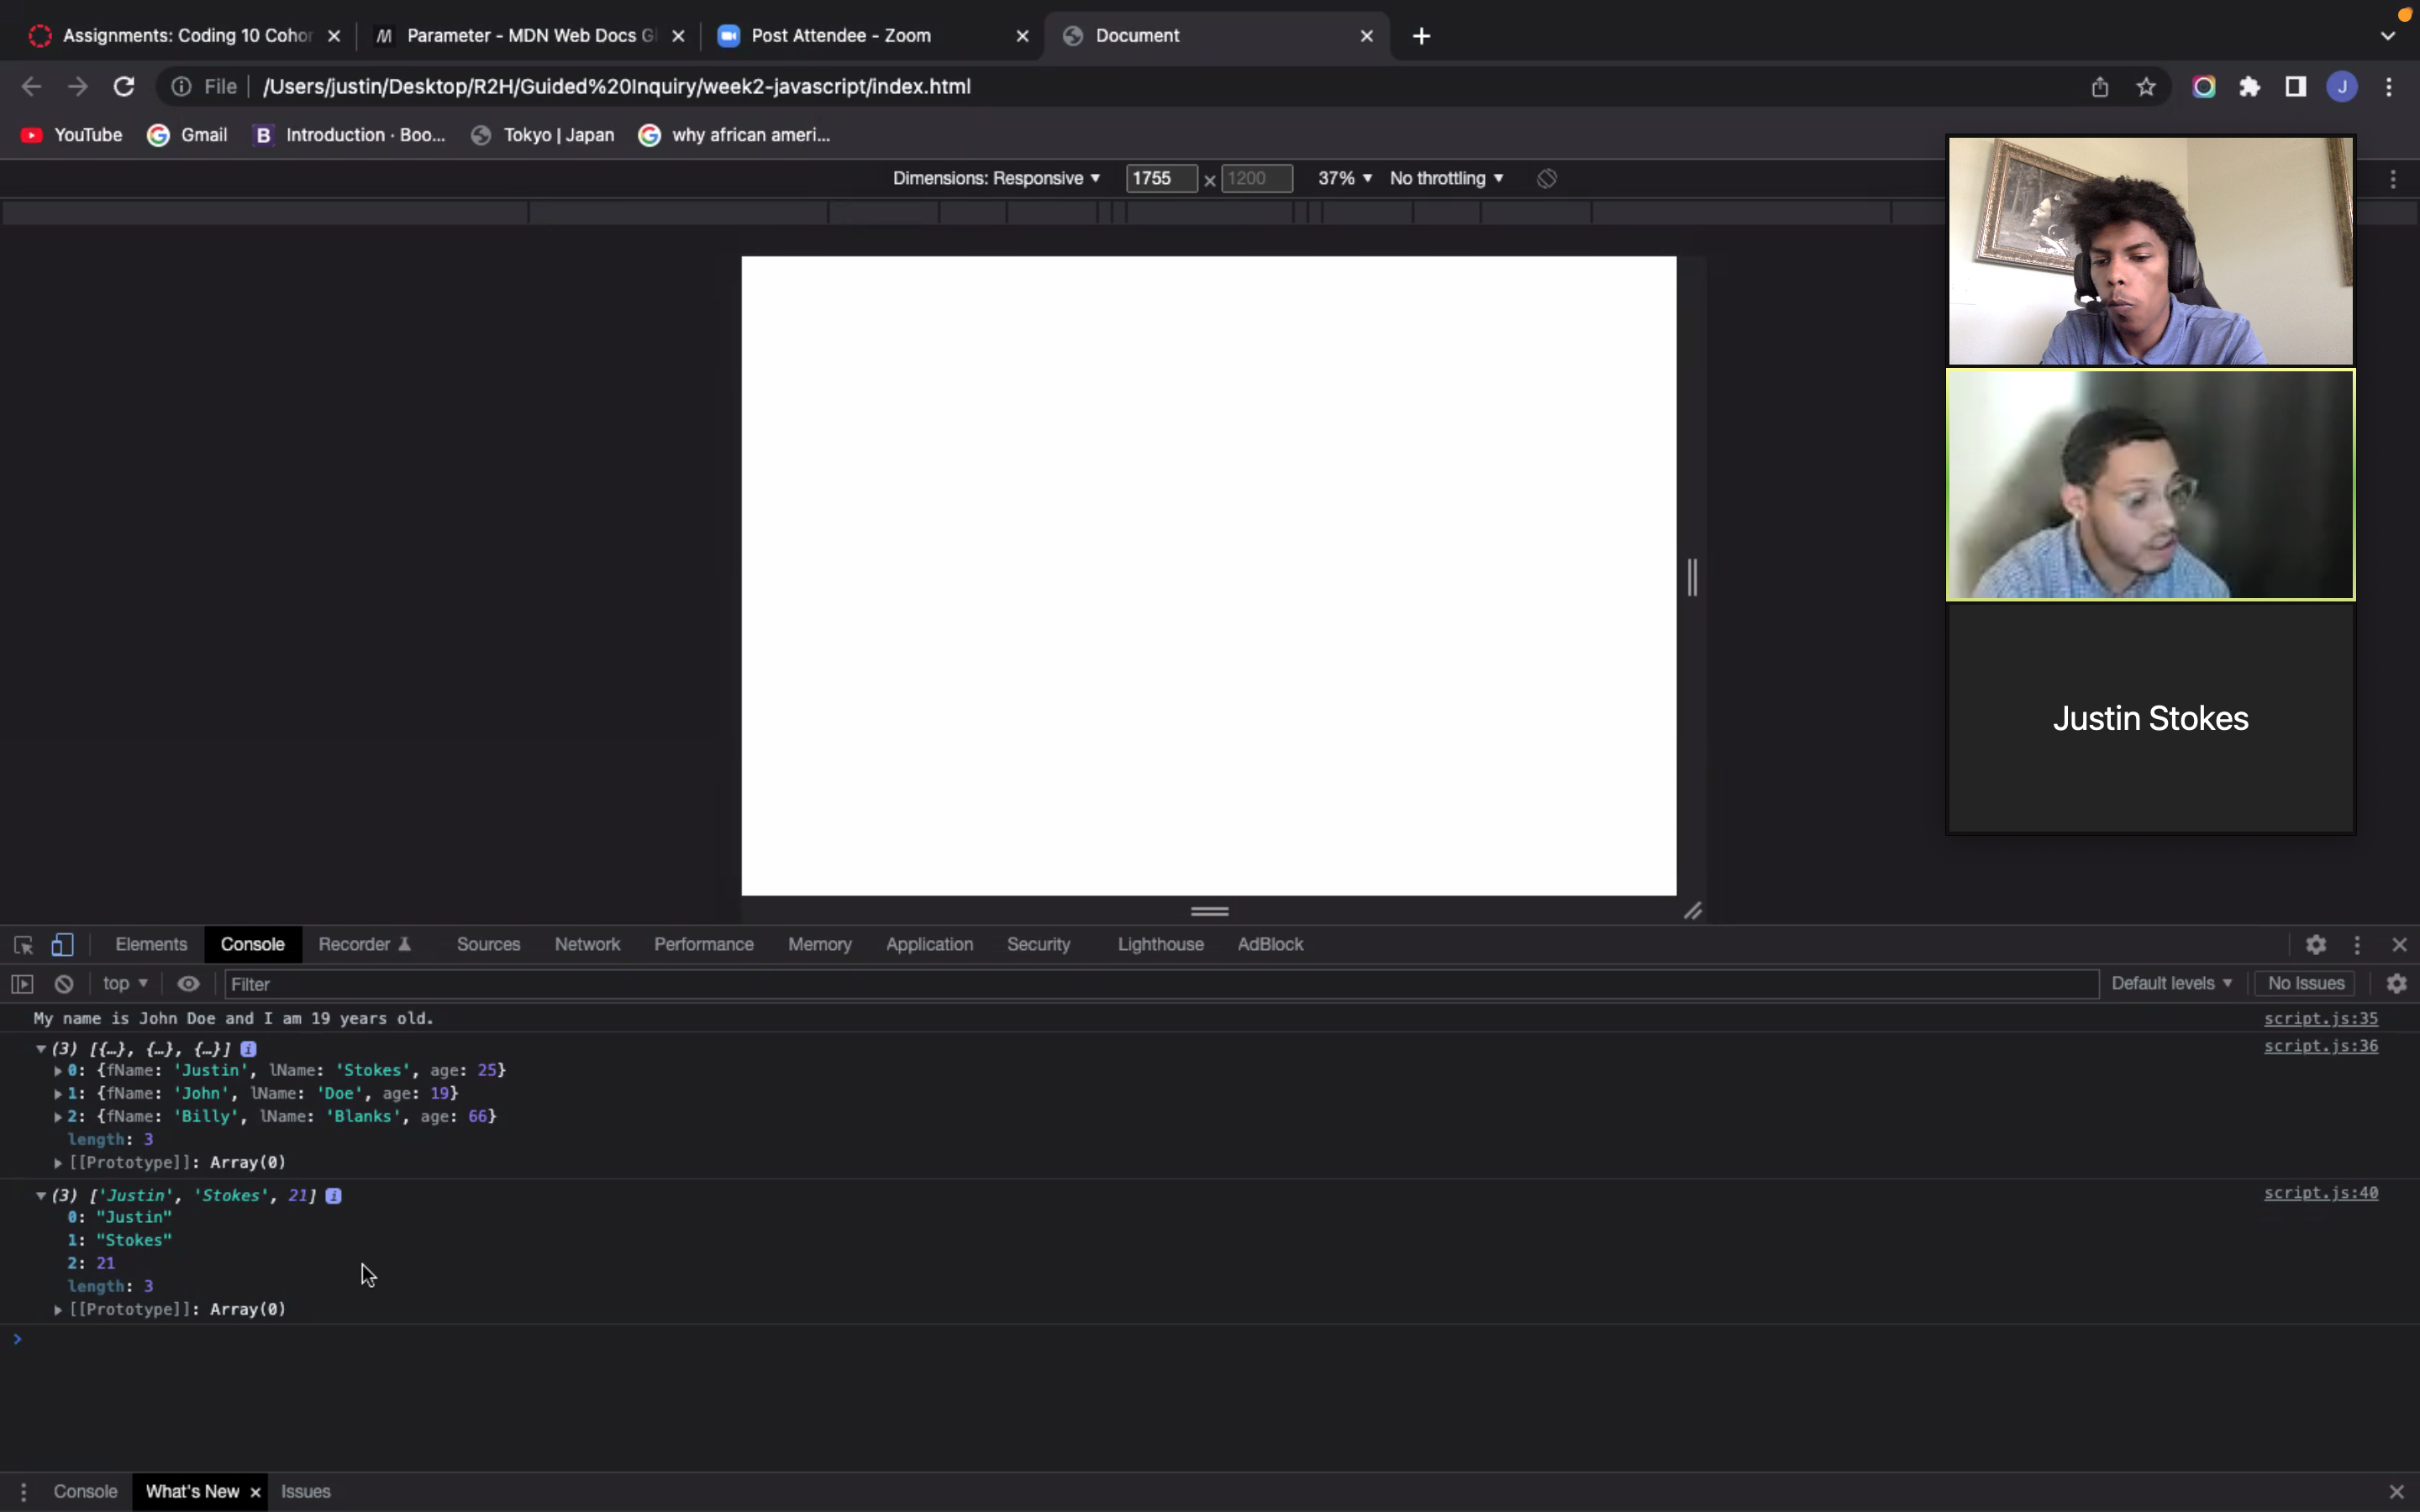 Assignments: Coding 10 Cohor
Parameter - MDN Web Docs G
Post Attendee - Zoom
Document
File
/Users/justin/Desktop/R2H/Guided%20Inquiry/week2-javascript/index.html
J
YouTube
Gmail
B
Introduction · Boo...
Tokyo | Japan
why african ameri...
Dimensions: Responsive
1755 × 1200
37%
No throttling
Justin Stokes
Elements
Console
Recorder
Sources
Network
Performance
Memory
Application
Security
Lighthouse
AdBlock
top
Filter
Default levels
No Issues
My name is John Doe and I am 19 years old.
script.js:35
(3) [{…}, {…}, {…}]
script.js:36
0: {fName: 'Justin', lName: 'Stokes', age: 25}
1: {fName: 'John', lName: 'Doe', age: 19}
2: {fName: 'Billy', lName: 'Blanks', age: 66}
length: 3
[[Prototype]]: Array(0)
(3) ['Justin', 'Stokes', 21]
script.js:40
0: "Justin"
1: "Stokes"
2: 21
length: 3
[[Prototype]]: Array(0)
Console
What's New
Issues